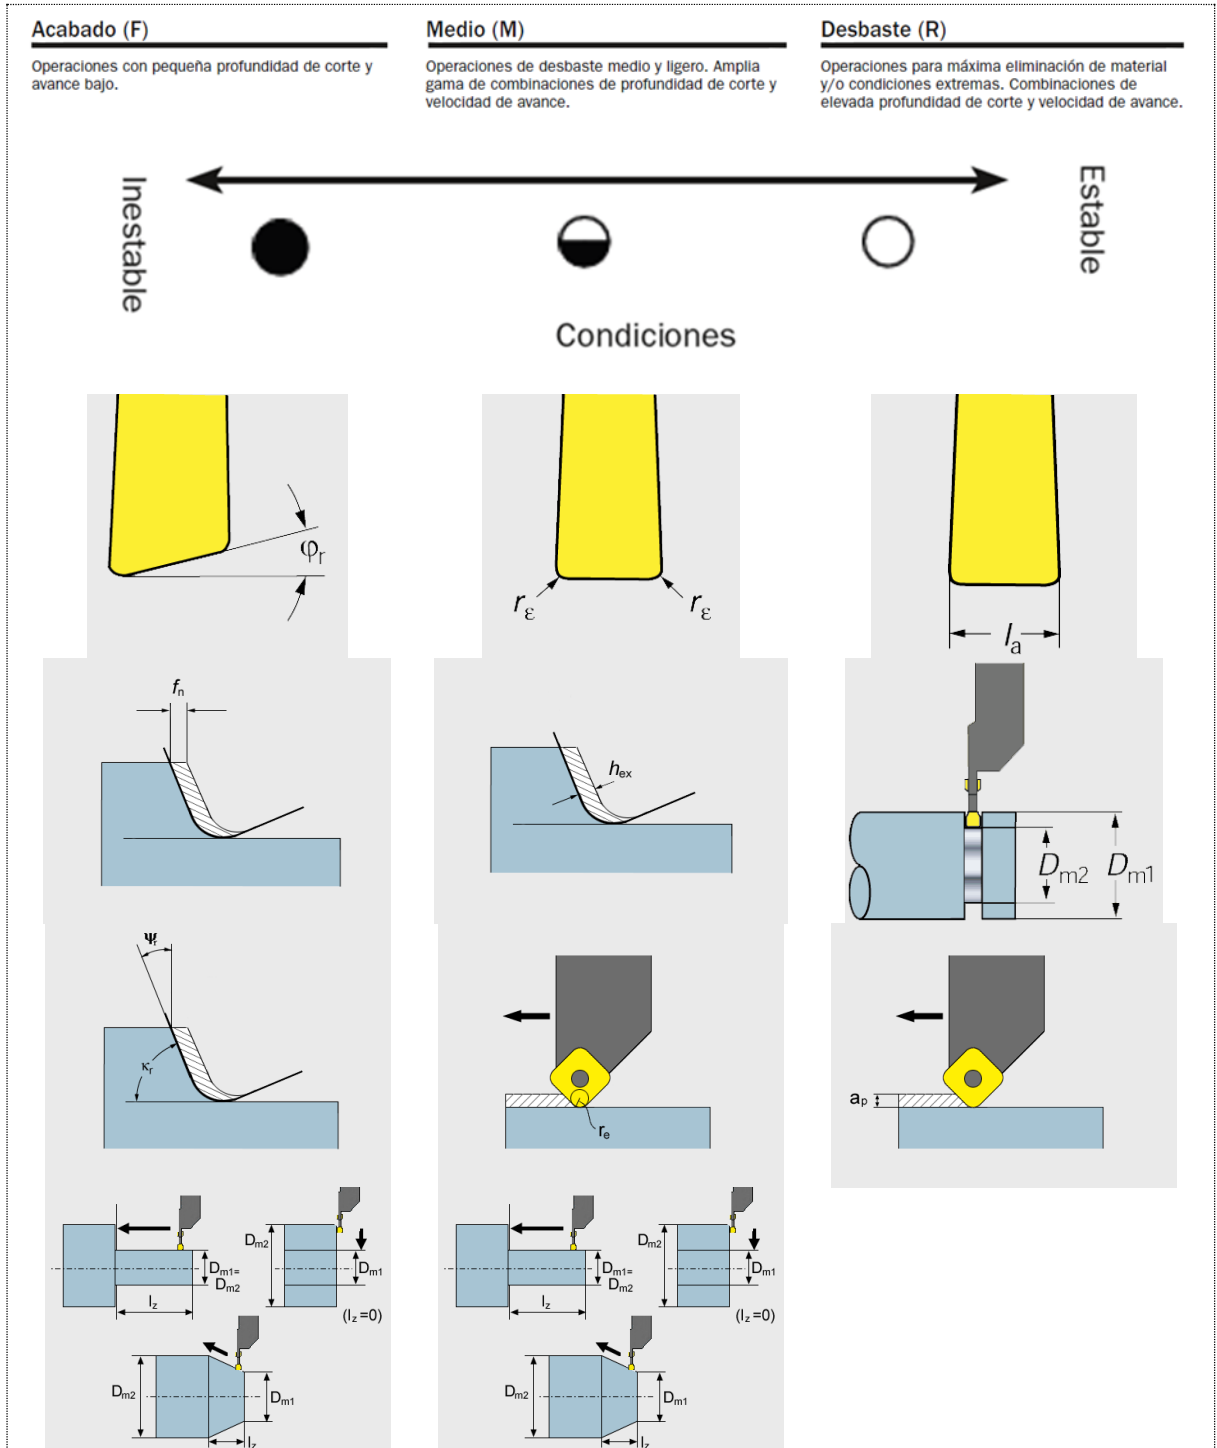 Acabado (F)
Operaciones con pequeña profundidad de corte y
avance bajo.
Medio (M)
Operaciones de desbaste medio y ligero. Amplia
gama de combinaciones de profundidad de corte y
velocidad de avance.
Desbaste (R)
Operaciones para máxima eliminación de material
y/o condiciones extremas. Combinaciones de
elevada profundidad de corte y velocidad de avance.
Inestable
Estable
Condiciones
φr
rε
rε
la
fn
hex
Dm2
Dm1
Ψr
κr
re
ap
Dm2
Dm1=
Dm2
Dm1
lz
(lz=0)
Dm2
Dm1
lz
Dm2
Dm1=
Dm2
Dm1
lz
(lz=0)
Dm2
Dm1
lz